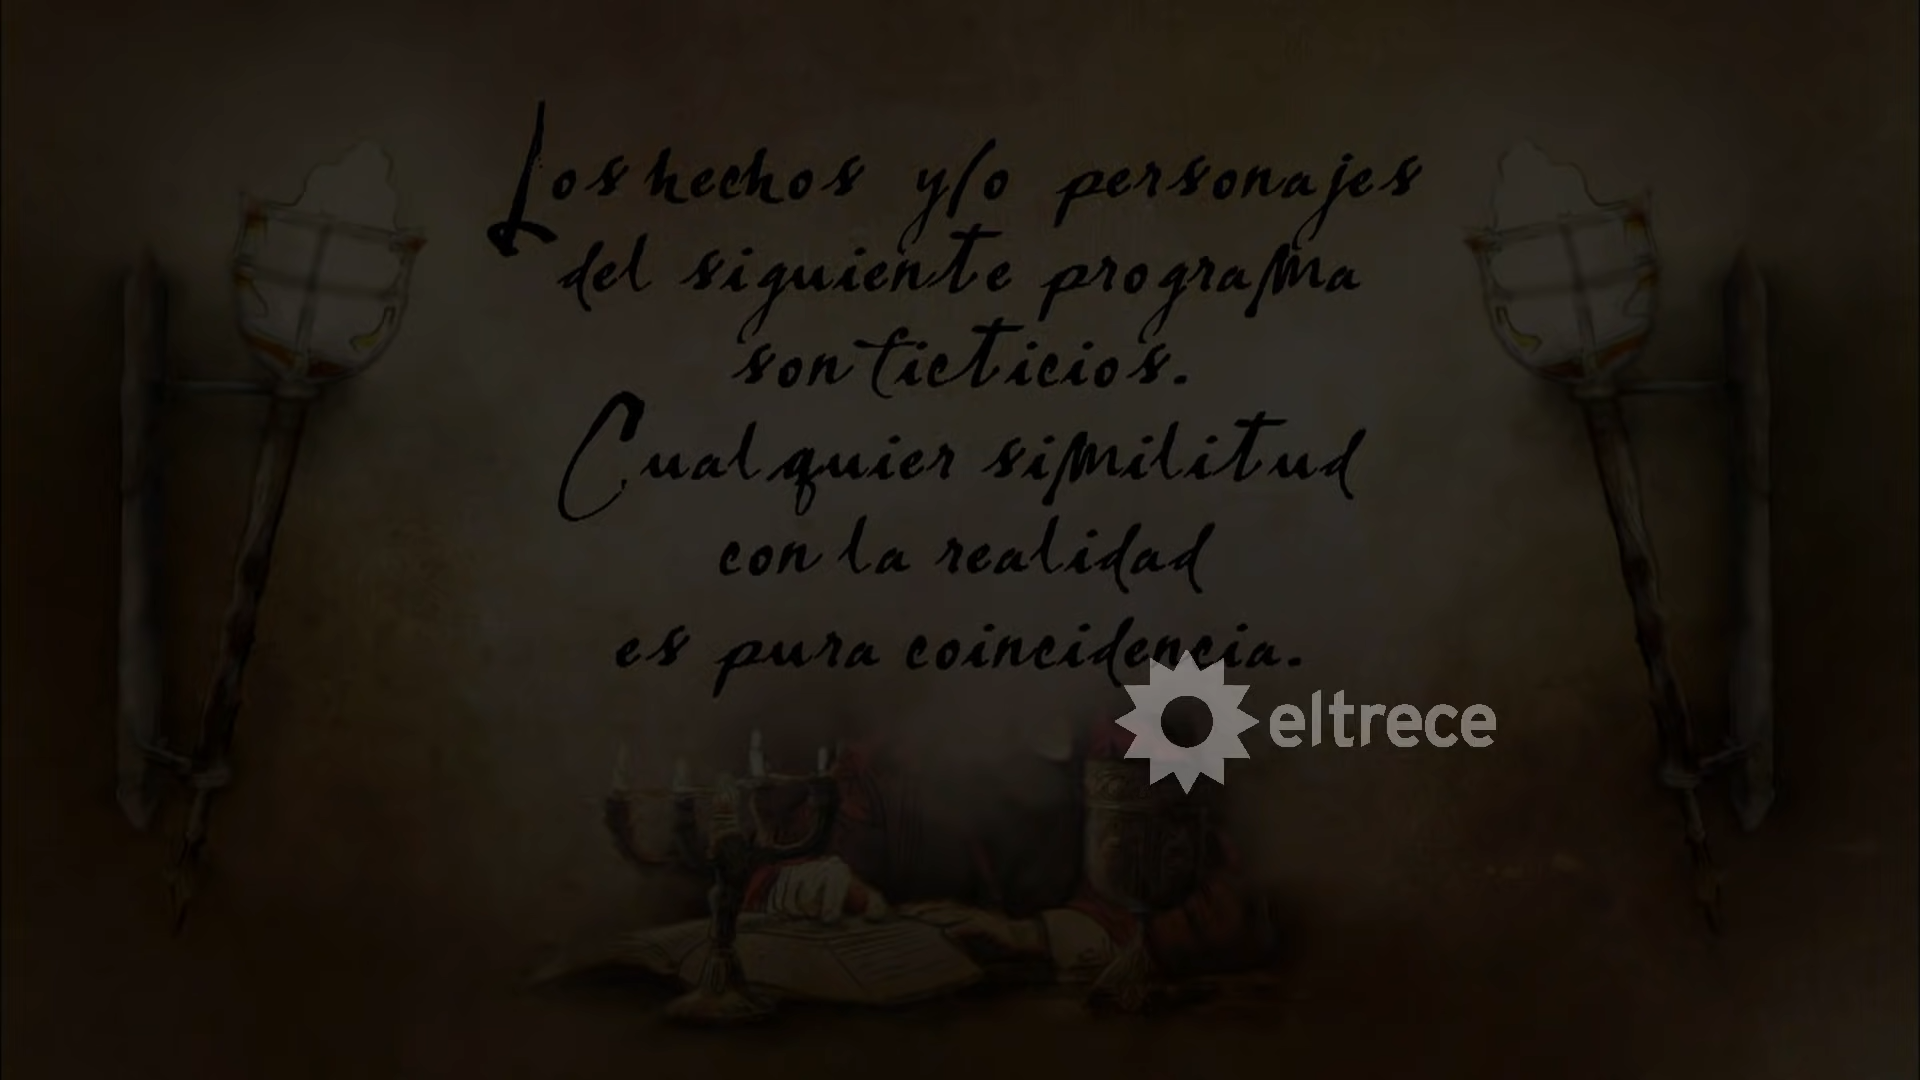 Los hechos y/o personajes
del siguiente programa
son ficticios.
Cualquier similitud
con la realidad
es pura coincidencia.
eltrece